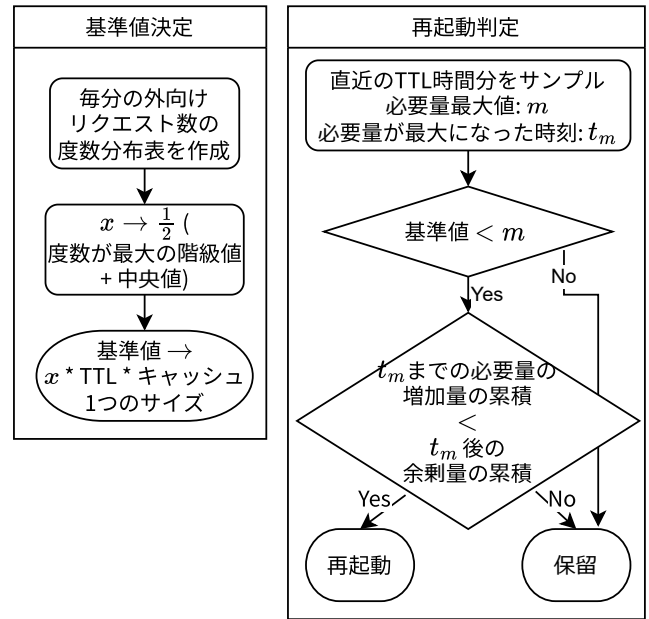 基準値決定
毎分の外向け
リクエスト数の
度数分布表を作成
x → 1/2 (
度数が最大の階級値
+ 中央値)
基準値 →
x * TTL * キャッシュ
1つのサイズ
再起動判定
直近のTTL時間分をサンプル
必要量最大値: m
必要量が最大になった時刻: t_m
基準値 < m
No
Yes
t_mまでの必要量の
増加量の累積
<
t_m 後の
余剰量の累積
Yes
No
再起動
保留